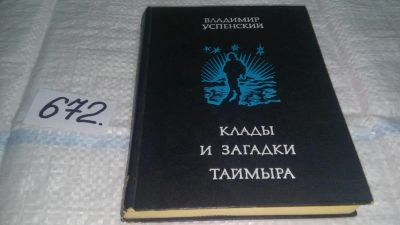 ВЛАДИМИР
УСПЕНСКИЙ
КЛАДЫ
И ЗАГАДКИ
ТАЙМЫРА
672.